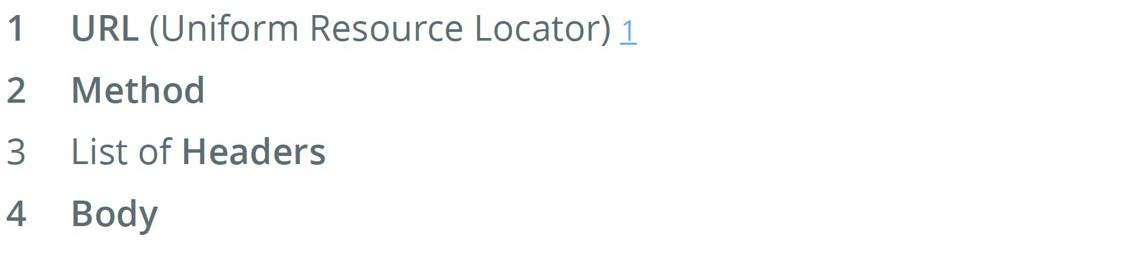 1 URL (Uniform Resource Locator) 1
2 Method
3 List of Headers
4 Body